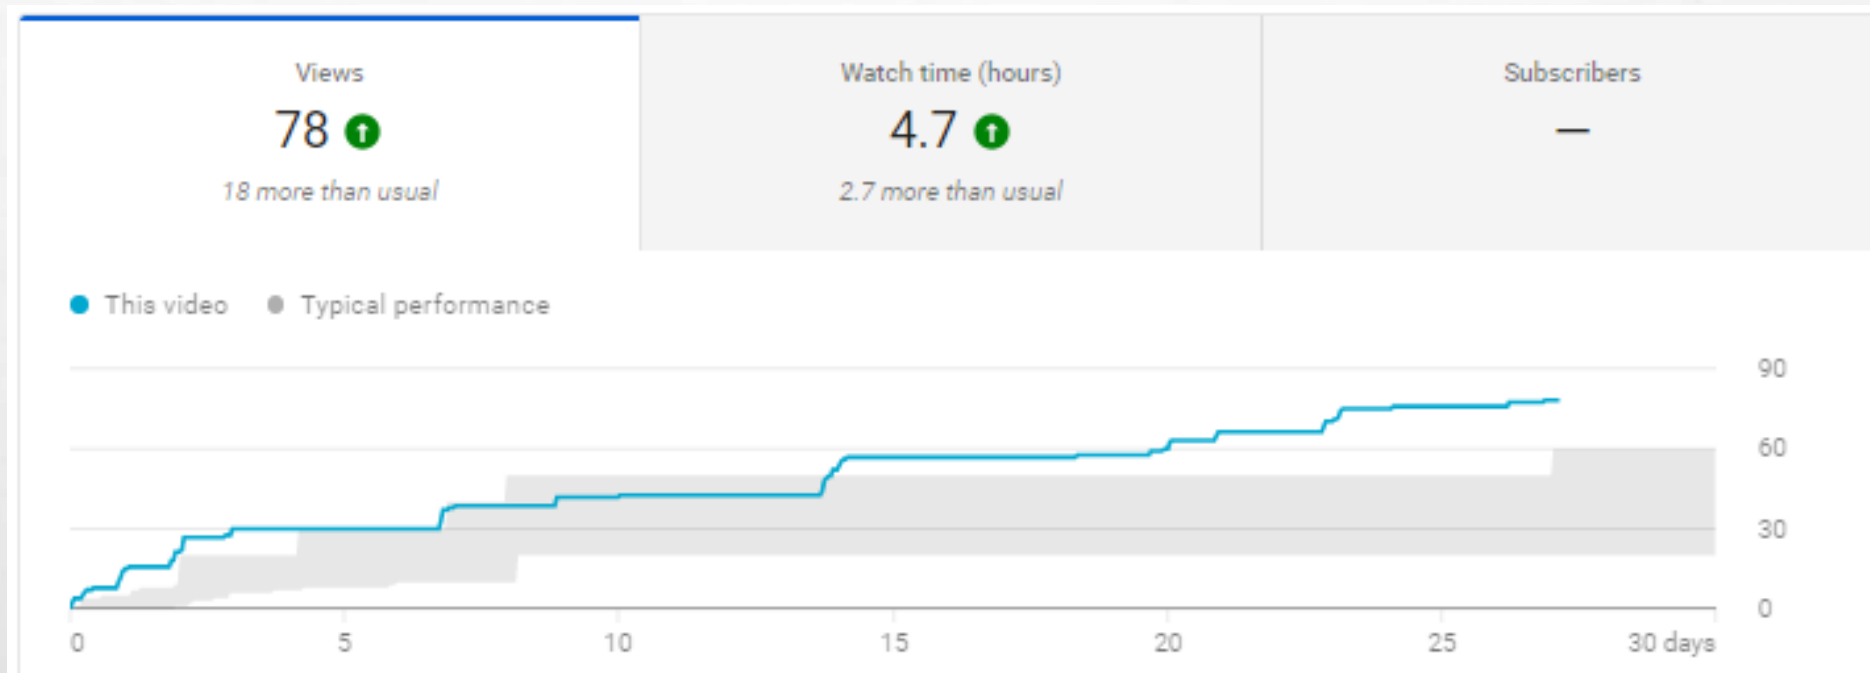 Views
78
18 more than usual
Watch time (hours)
4.7
2.7 more than usual
Subscribers
—
This video
Typical performance
90
60
30
0
0 5 10 15 20 25 30 days